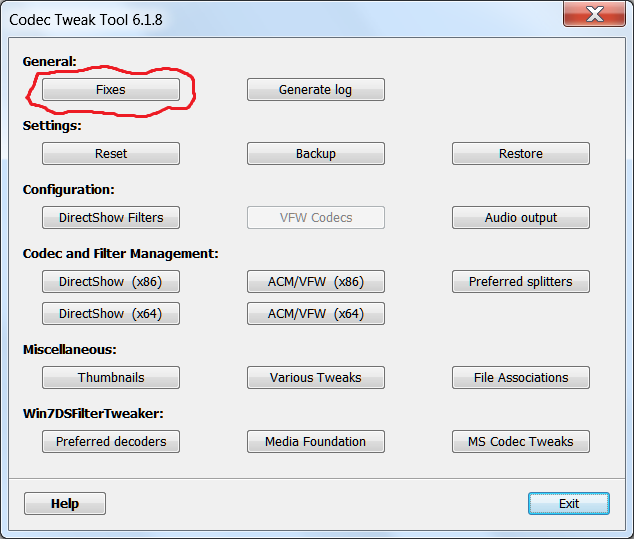 Codec Tweak Tool 6.1.8
General:
Fixes Generate log
Settings:
Reset Backup Restore
Configuration:
DirectShow Filters VFW Codecs Audio output
Codec and Filter Management:
DirectShow (x86) ACM/VFW (x86) Preferred splitters
DirectShow (x64) ACM/VFW (x64)
Miscellaneous:
Thumbnails Various Tweaks File Associations
Win7DSFilterTweaker:
Preferred decoders Media Foundation MS Codec Tweaks
Help Exit